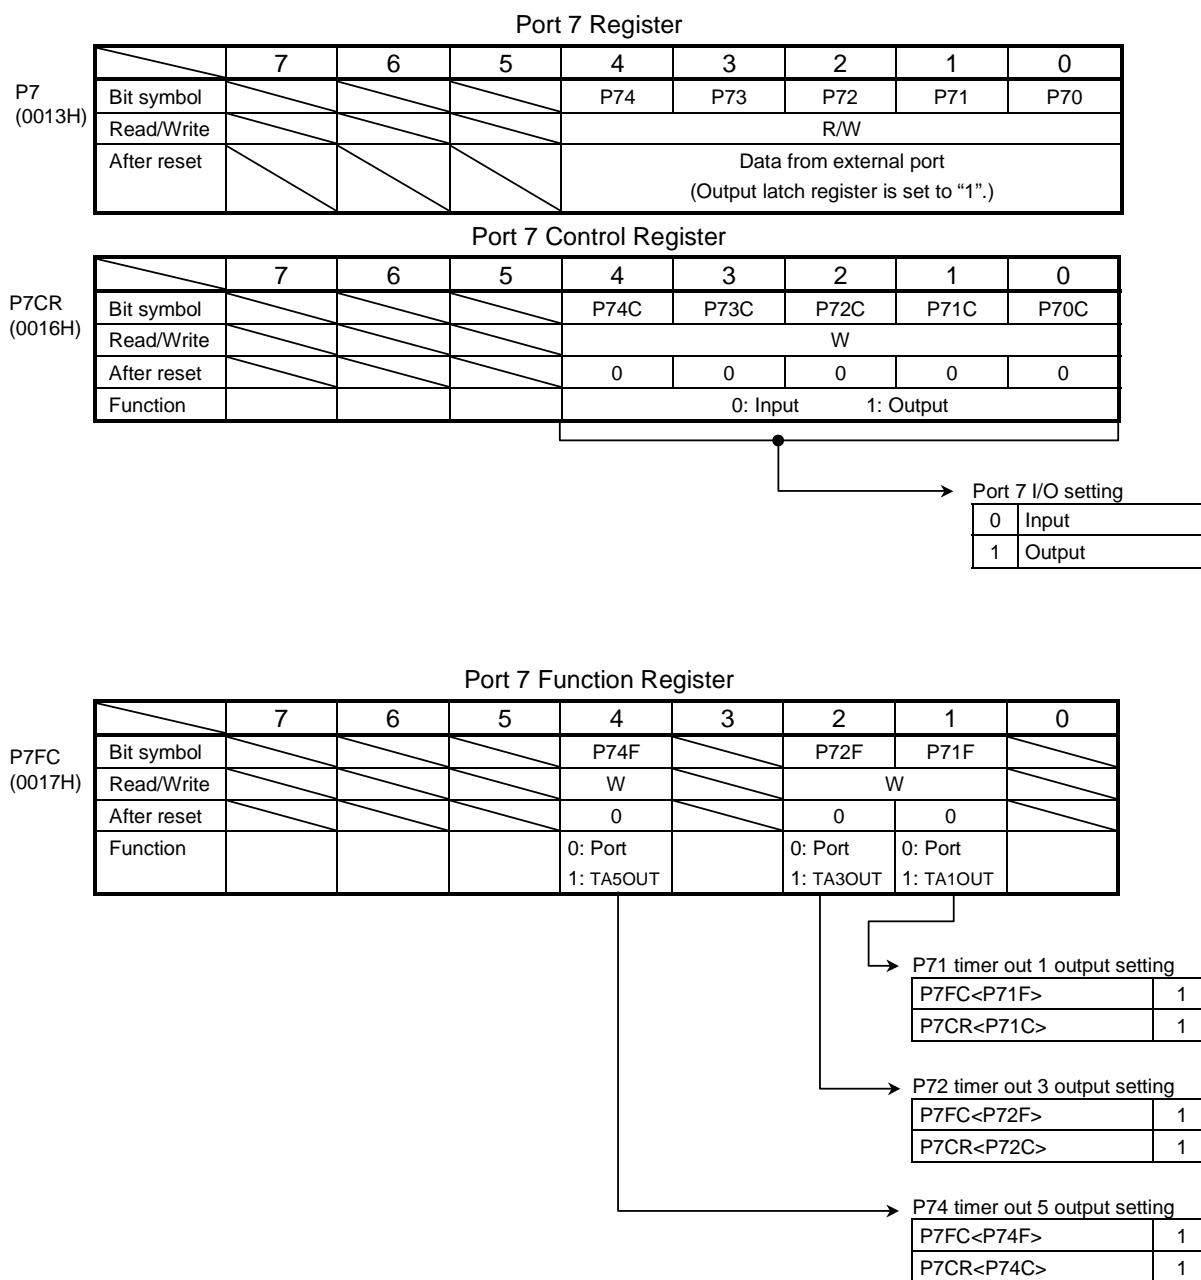 Port 7 Register
7 6 5 4 3 2 1 0
P7
(0013H)
Bit symbol P74 P73 P72 P71 P70
Read/Write R/W
After reset Data from external port
(Output latch register is set to “1”.)
Port 7 Control Register
7 6 5 4 3 2 1 0
P7CR
(0016H)
Bit symbol P74C P73C P72C P71C P70C
Read/Write W
After reset 0 0 0 0 0
Function 0: Input 1: Output
Port 7 I/O setting
0 Input
1 Output
Port 7 Function Register
7 6 5 4 3 2 1 0
P7FC
(0017H)
Bit symbol P74F P72F P71F
Read/Write W W
After reset 0 0 0
Function 0: Port 0: Port 0: Port
1: TA5OUT 1: TA3OUT 1: TA1OUT
P71 timer out 1 output setting
P7FC<P71F> 1
P7CR<P71C> 1
P72 timer out 3 output setting
P7FC<P72F> 1
P7CR<P72C> 1
P74 timer out 5 output setting
P7FC<P74F> 1
P7CR<P74C> 1